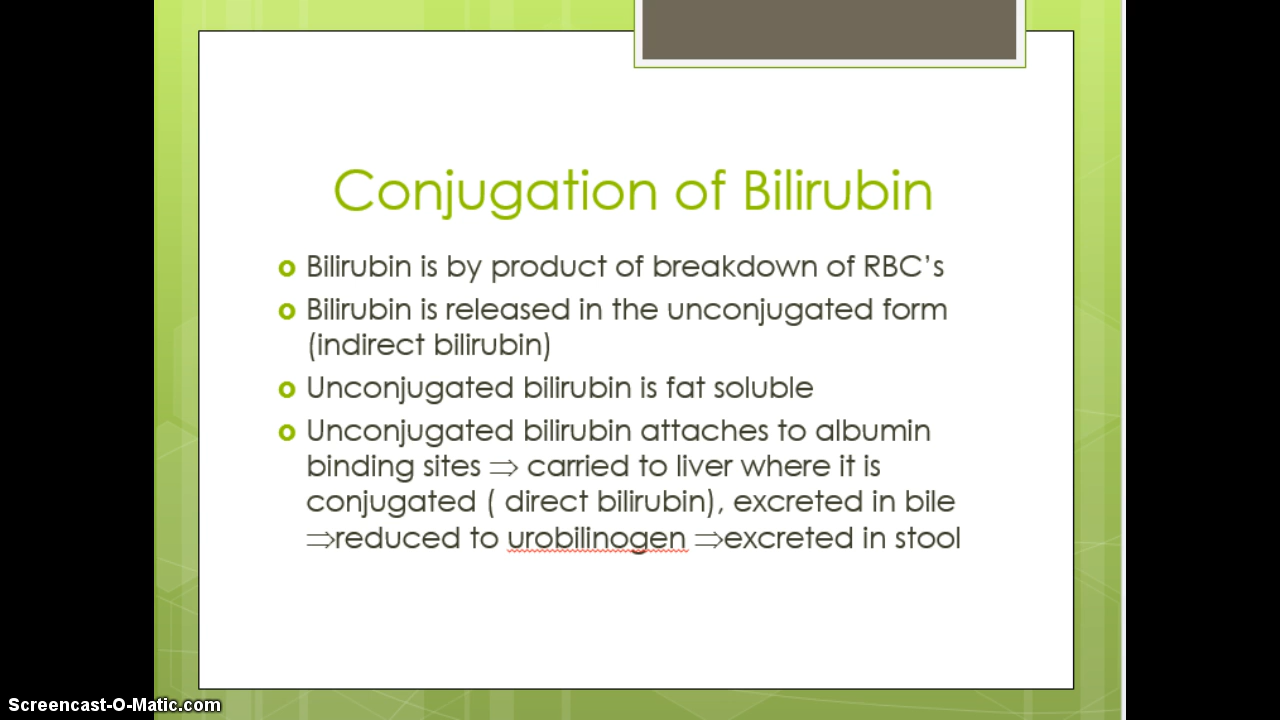 Conjugation of Bilirubin
o Bilirubin is by product of breakdown of RBC’s
o Bilirubin is released in the unconjugated form
(indirect bilirubin)
o Unconjugated bilirubin is fat soluble
o Unconjugated bilirubin attaches to albumin
binding sites ⇒ carried to liver where it is
conjugated ( direct bilirubin), excreted in bile
⇒reduced to urobilinogen ⇒excreted in stool
Screencast-O-Matic.com